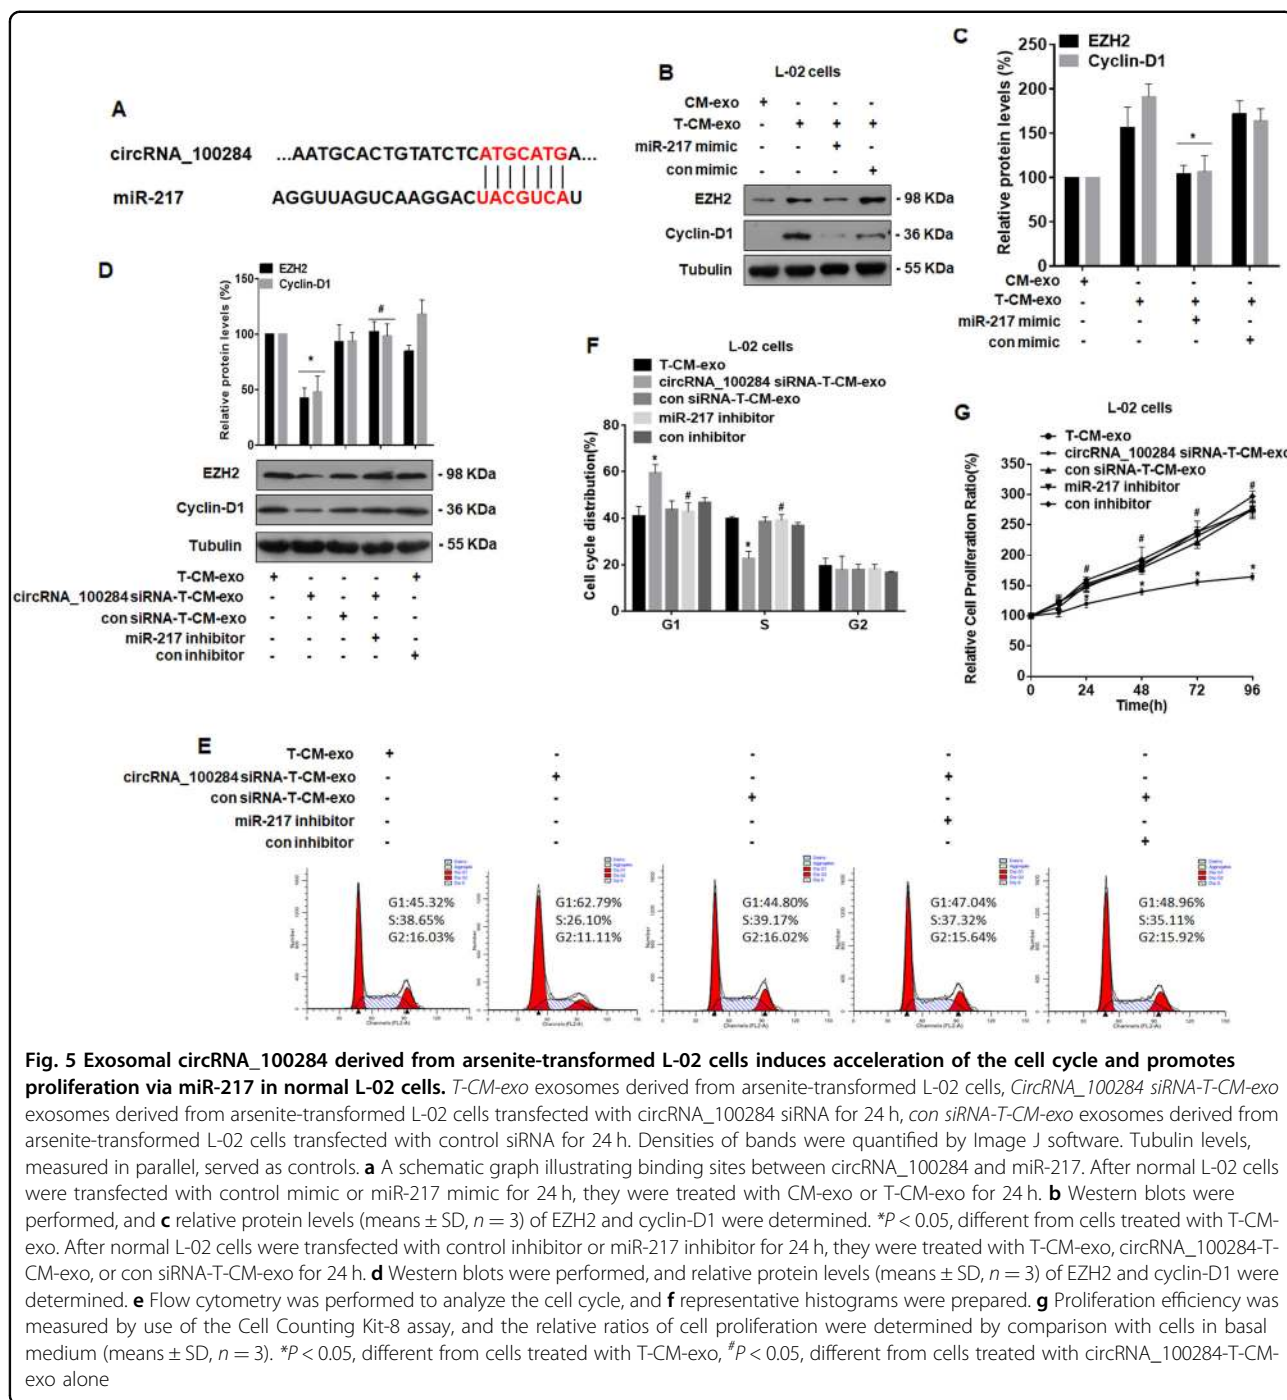 A
circRNA_100284 ...AATGCACTGTATCTCATGCATGA...
miR-217 AGGUUAGUCAAGGACUACGUCAU
B
L-02 cells
CM-exo + - - -
T-CM-exo - + + +
miR-217 mimic - - + -
con mimic - - - +
EZH2 - 98 KDa
Cyclin-D1 - 36 KDa
Tubulin - 55 KDa
C
EZH2
Cyclin-D1
Relative protein levels (%)
250
200
150
100
50
0
*
CM-exo + - - -
T-CM-exo - + + +
miR-217 mimic - - + -
con mimic - - - +
D
EZH2
Cyclin-D1
Relative protein levels (%)
150
100
50
0
*
#
EZH2 - 98 KDa
Cyclin-D1 - 36 KDa
Tubulin - 55 KDa
T-CM-exo + - - - +
circRNA_100284 siRNA-T-CM-exo - + - + -
con siRNA-T-CM-exo - - + - -
miR-217 inhibitor - - - + -
con inhibitor - - - - +
F
L-02 cells
T-CM-exo
circRNA_100284 siRNA-T-CM-exo
con siRNA-T-CM-exo
miR-217 inhibitor
con inhibitor
Cell cycle distribution(%)
80
60
40
20
0
* # * #
G1 S G2
G
L-02 cells
T-CM-exo
circRNA_100284 siRNA-T-CM-exo
con siRNA-T-CM-exo
miR-217 inhibitor
con inhibitor
Relative Cell Proliferation Ratio(%)
350
300
250
200
150
100
50
0
# # # #
* * * *
0 24 48 72 96
Time(h)
E
T-CM-exo + - - - -
circRNA_100284 siRNA-T-CM-exo - + - + -
con siRNA-T-CM-exo - - + - +
miR-217 inhibitor - - - + -
con inhibitor - - - - +
G1:45.32% G1:62.79% G1:44.80% G1:47.04% G1:48.96%
S:38.65% S:26.10% S:39.17% S:37.32% S:35.11%
G2:16.03% G2:11.11% G2:16.02% G2:15.64% G2:15.92%
Number Number Number Number Number
Channels (FL2-A) Channels (FL2-A) Channels (FL2-A) Channels (FL2-A) Channels (FL2-A)
Fig. 5 Exosomal circRNA_100284 derived from arsenite-transformed L-02 cells induces acceleration of the cell cycle and promotes
proliferation via miR-217 in normal L-02 cells. T-CM-exo exosomes derived from arsenite-transformed L-02 cells, CircRNA_100284 siRNA-T-CM-exo
exosomes derived from arsenite-transformed L-02 cells transfected with circRNA_100284 siRNA for 24 h, con siRNA-T-CM-exo exosomes derived from
arsenite-transformed L-02 cells transfected with control siRNA for 24 h. Densities of bands were quantified by Image J software. Tubulin levels,
measured in parallel, served as controls. a A schematic graph illustrating binding sites between circRNA_100284 and miR-217. After normal L-02 cells
were transfected with control mimic or miR-217 mimic for 24 h, they were treated with CM-exo or T-CM-exo for 24 h. b Western blots were
performed, and c relative protein levels (means ± SD, n = 3) of EZH2 and cyclin-D1 were determined. *P < 0.05, different from cells treated with T-CM-
exo. After normal L-02 cells were transfected with control inhibitor or miR-217 inhibitor for 24 h, they were treated with T-CM-exo, circRNA_100284-T-
CM-exo, or con siRNA-T-CM-exo for 24 h. d Western blots were performed, and relative protein levels (means ± SD, n = 3) of EZH2 and cyclin-D1 were
determined. e Flow cytometry was performed to analyze the cell cycle, and f representative histograms were prepared. g Proliferation efficiency was
measured by use of the Cell Counting Kit-8 assay, and the relative ratios of cell proliferation were determined by comparison with cells in basal
medium (means ± SD, n = 3). *P < 0.05, different from cells treated with T-CM-exo, #P < 0.05, different from cells treated with circRNA_100284-T-CM-
exo alone